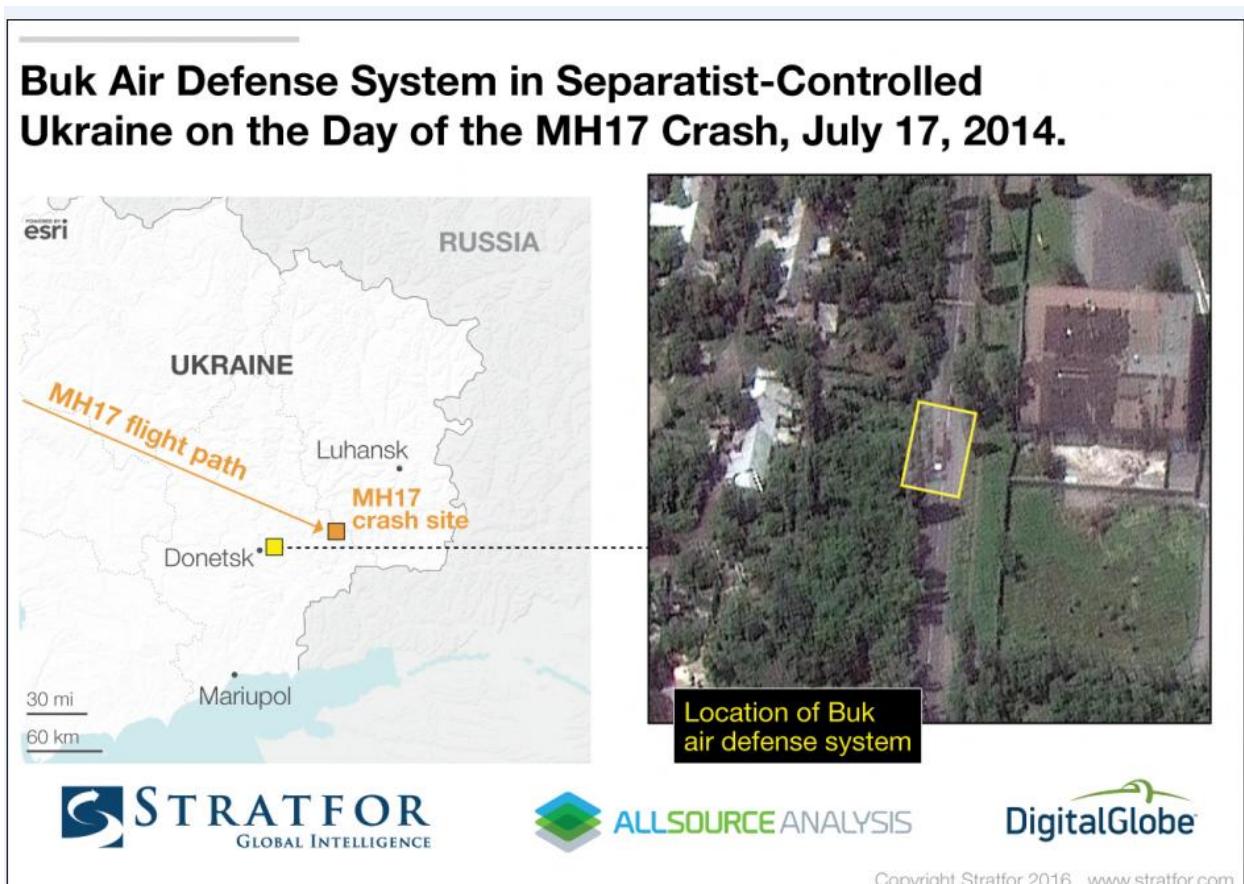 Buk Air Defense System in Separatist-Controlled
Ukraine on the Day of the MH17 Crash, July 17, 2014.
POWERED BY
esri
RUSSIA
UKRAINE
MH17 flight path
Luhansk
MH17
crash site
Donetsk
Mariupol
30 mi
60 km
Location of Buk
air defense system
STRATFOR
GLOBAL INTELLIGENCE
ALLSOURCE ANALYSIS
DigitalGlobe
Copyright Stratfor 2016 www.stratfor.com